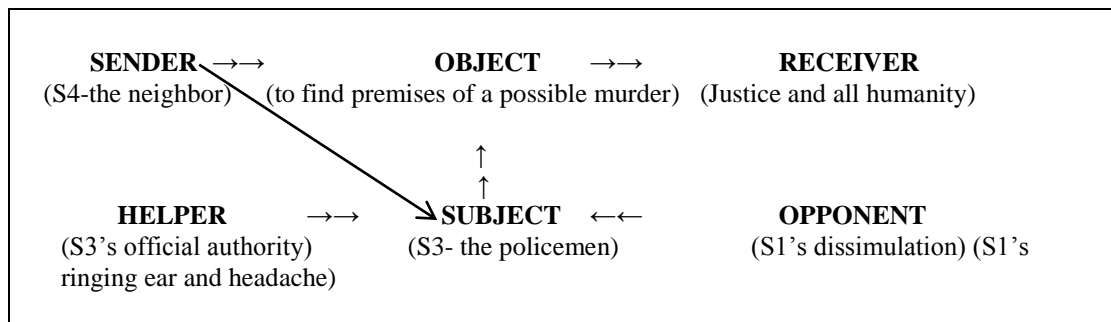 SENDER →→ OBJECT →→ RECEIVER
(S4-the neighbor) (to find premises of a possible murder) (Justice and all humanity)
↑
↑
HELPER →→ SUBJECT ←← OPPONENT
(S3’s official authority) (S3- the policemen) (S1’s dissimulation) (S1’s
ringing ear and headache)